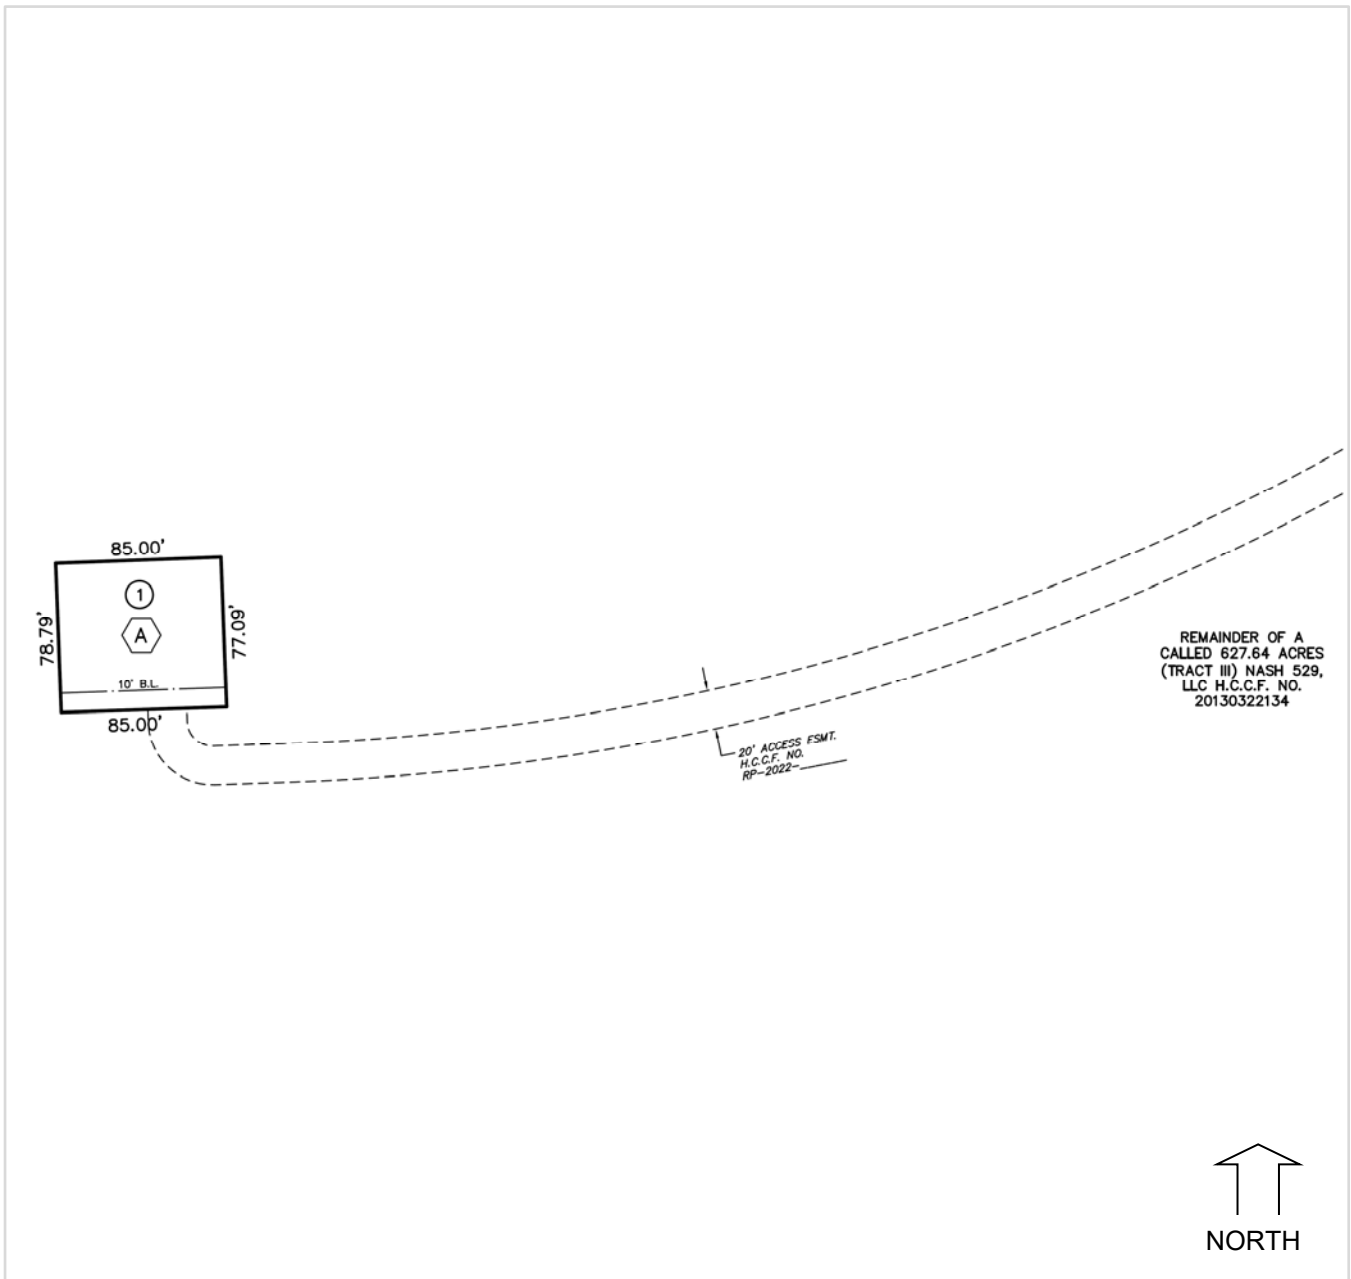 85.00'
1
A
78.79'
77.09'
10' B.L.
85.00'
REMAINDER OF A
CALLED 627.64 ACRES
(TRACT III) NASH 529,
LLC H.C.C.F. NO.
20130322134
20' ACCESS ESMT.
H.C.C.F. NO.
RP-2022-
NORTH